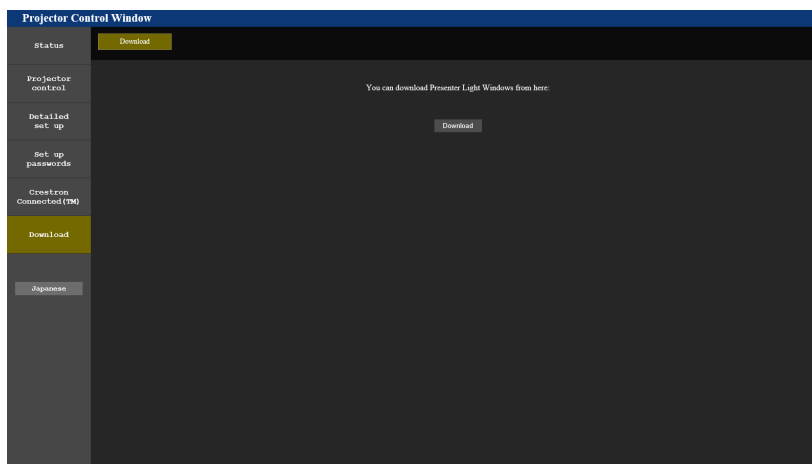 Projector Control Window
Status
Download
Projector
control
You can download Presenter Light Windows from here:
Detailed
set up
Download
Set up
passwords
Crestron
Connected(TM)
Download
Japanese